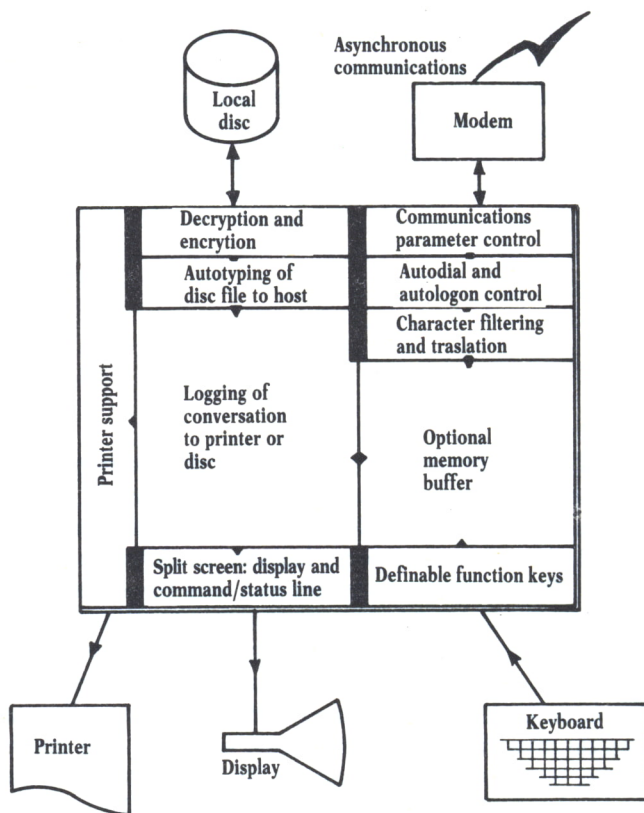 Asynchronous
communications
Local
disc
Modem
Decryption and
encrytion
Communications
parameter control
Autotyping of
disc file to host
Autodial and
autologon control
Character filtering
and traslation
Printer support
Logging of
conversation
to printer or
disc
Optional
memory
buffer
Split screen: display and
command/status line
Definable function keys
Printer
Display
Keyboard